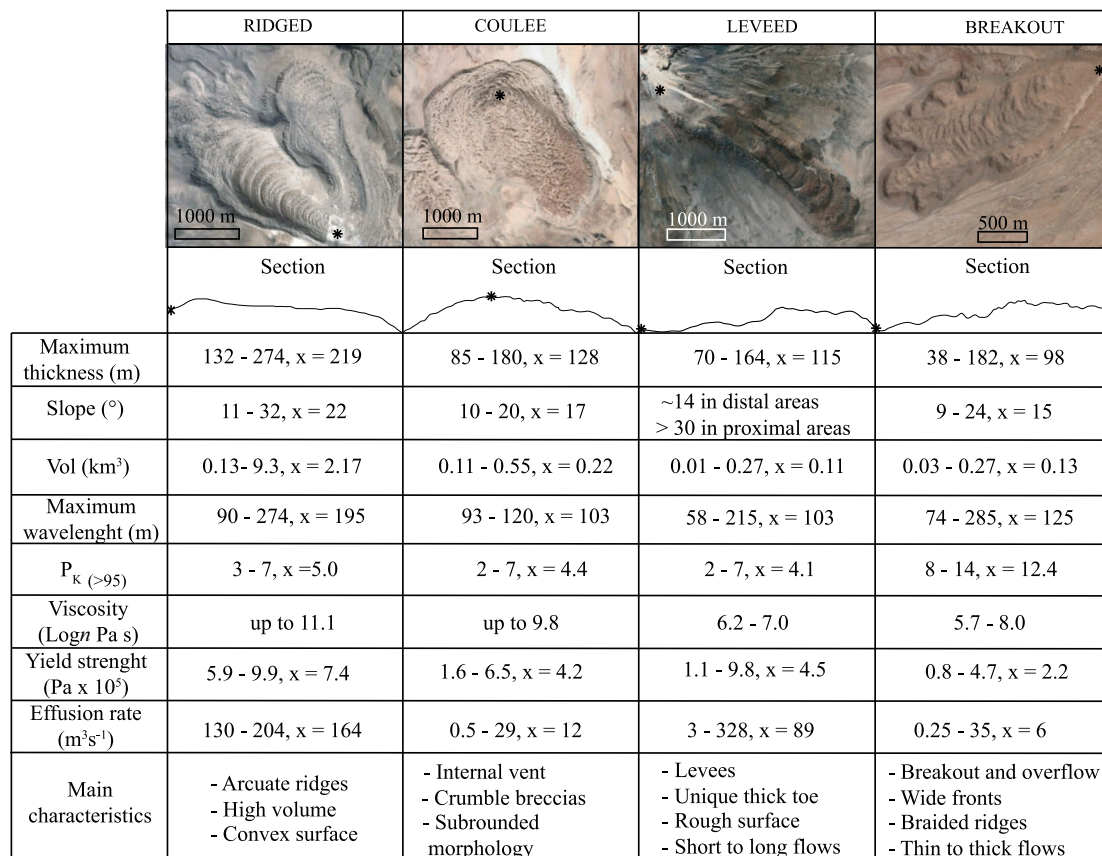 RIDGED COULEE LEVEED BREAKOUT
1000 m 1000 m 1000 m 500 m
Section Section Section Section
Maximum thickness (m) 132 - 274, x = 219 85 - 180, x = 128 70 - 164, x = 115 38 - 182, x = 98
Slope (°) 11 - 32, x = 22 10 - 20, x = 17 ~14 in distal areas > 30 in proximal areas 9 - 24, x = 15
Vol (km³) 0.13- 9.3, x = 2.17 0.11 - 0.55, x = 0.22 0.01 - 0.27, x = 0.11 0.03 - 0.27, x = 0.13
Maximum wavelenght (m) 90 - 274, x = 195 93 - 120, x = 103 58 - 215, x = 103 74 - 285, x = 125
P_K (>95) 3 - 7, x =5.0 2 - 7, x = 4.4 2 - 7, x = 4.1 8 - 14, x = 12.4
Viscosity (Logn Pa s) up to 11.1 up to 9.8 6.2 - 7.0 5.7 - 8.0
Yield strenght (Pa x 10⁵) 5.9 - 9.9, x = 7.4 1.6 - 6.5, x = 4.2 1.1 - 9.8, x = 4.5 0.8 - 4.7, x = 2.2
Effusion rate (m³s⁻¹) 130 - 204, x = 164 0.5 - 29, x = 12 3 - 328, x = 89 0.25 - 35, x = 6
Main characteristics
- Arcuate ridges
- High volume
- Convex surface
- Internal vent
- Crumble breccias
- Subrounded
morphology
- Levees
- Unique thick toe
- Rough surface
- Short to long flows
- Breakout and overflow
- Wide fronts
- Braided ridges
- Thin to thick flows